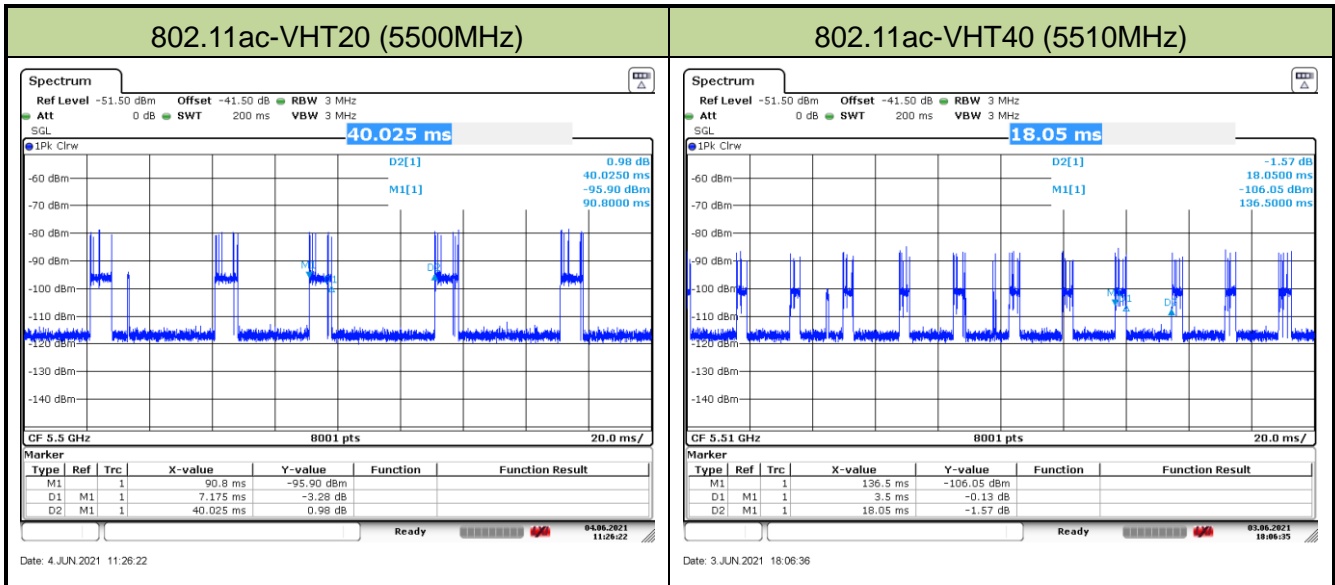 802.11ac-VHT20 (5500MHz)
Spectrum
Ref Level -51.50 dBm Offset -41.50 dB RBW 3 MHz
Att 0 dB SWT 200 ms VBW 3 MHz
SGL
40.025 ms
1Pk Clrw
D2[1] 0.98 dB
40.0250 ms
M1[1] -95.90 dBm
90.8000 ms
-60 dBm
-70 dBm
-80 dBm
-90 dBm
-100 dBm
-110 dBm
-120 dBm
-130 dBm
-140 dBm
CF 5.5 GHz 8001 pts 20.0 ms/
Marker
Type Ref Trc X-value Y-value Function Function Result
M1 1 90.8 ms -95.90 dBm
D1 M1 1 7.175 ms -3.28 dB
D2 M1 1 40.025 ms 0.98 dB
Ready 04.06.2021
11:26:22
Date: 4.JUN.2021 11:26:22
802.11ac-VHT40 (5510MHz)
Spectrum
Ref Level -51.50 dBm Offset -41.50 dB RBW 3 MHz
Att 0 dB SWT 200 ms VBW 3 MHz
SGL
18.05 ms
1Pk Clrw
D2[1] -1.57 dB
18.0500 ms
M1[1] -106.05 dBm
136.5000 ms
-60 dBm
-70 dBm
-80 dBm
-90 dBm
-100 dBm
-110 dBm
-120 dBm
-130 dBm
-140 dBm
CF 5.51 GHz 8001 pts 20.0 ms/
Marker
Type Ref Trc X-value Y-value Function Function Result
M1 1 136.5 ms -106.05 dBm
D1 M1 1 3.5 ms -0.13 dB
D2 M1 1 18.05 ms -1.57 dB
Ready 03.06.2021
18:06:35
Date: 3.JUN.2021 18:06:36